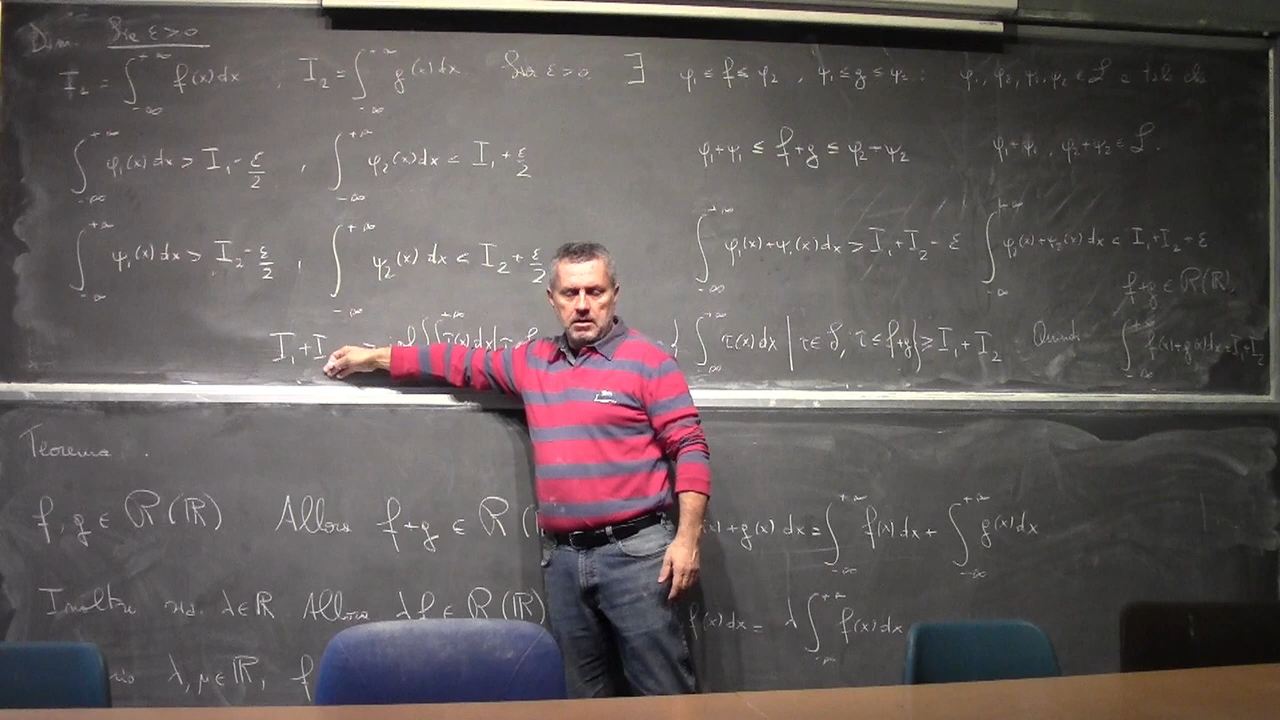 Dim. Sia ε>0
I₂ = ∫_{-∞}^{+∞} f(x)dx , I₂ = ∫_{-∞}^{+∞} g(x)dx Sia ε>0 ∃ φ₁ ≤ f ≤ φ₂ , ψ₁ ≤ g ≤ ψ₂ : φ₁, φ₂, ψ₁, ψ₂ ∈ 𝓛 tali che
∫_{-∞}^{+∞} φ₁(x)dx > I₁ - ε/2 , ∫_{-∞}^{+∞} φ₂(x)dx < I₁ + ε/2 φ₁+ψ₁ ≤ f+g ≤ φ₂+ψ₂ φ₁+ψ₁, φ₂+ψ₂ ∈ 𝓛.
∫_{-∞}^{+∞} ψ₁(x)dx > I₂ - ε/2 , ∫_{-∞}^{+∞} ψ₂(x)dx < I₂ + ε/2 ∫_{-∞}^{+∞} φ₁(x)+ψ₁(x)dx > I₁+I₂-ε ∫_{-∞}^{+∞} φ₂(x)+ψ₂(x)dx < I₁+I₂+ε
f+g ∈ R(ℝ),
I₁+I ∫_{-∞}^{+∞} τ(x)dx | τ ∈ 𝓛, τ ≤ f+g} ≥ I₁+I₂ Quindi ∫_{-∞}^{+∞} f(x)+g(x)dx = I₁+I₂
Teorema.
f, g ∈ R(ℝ) Allora f+g ∈ R( (x)+g(x) dx = ∫_{-∞}^{+∞} f(x)dx + ∫_{-∞}^{+∞} g(x)dx
Inoltre sia λ∈ℝ Allora λf ∈ R(ℝ) f(x)dx = λ∫_{-∞}^{+∞} f(x)dx
λ, μ ∈ ℝ, f